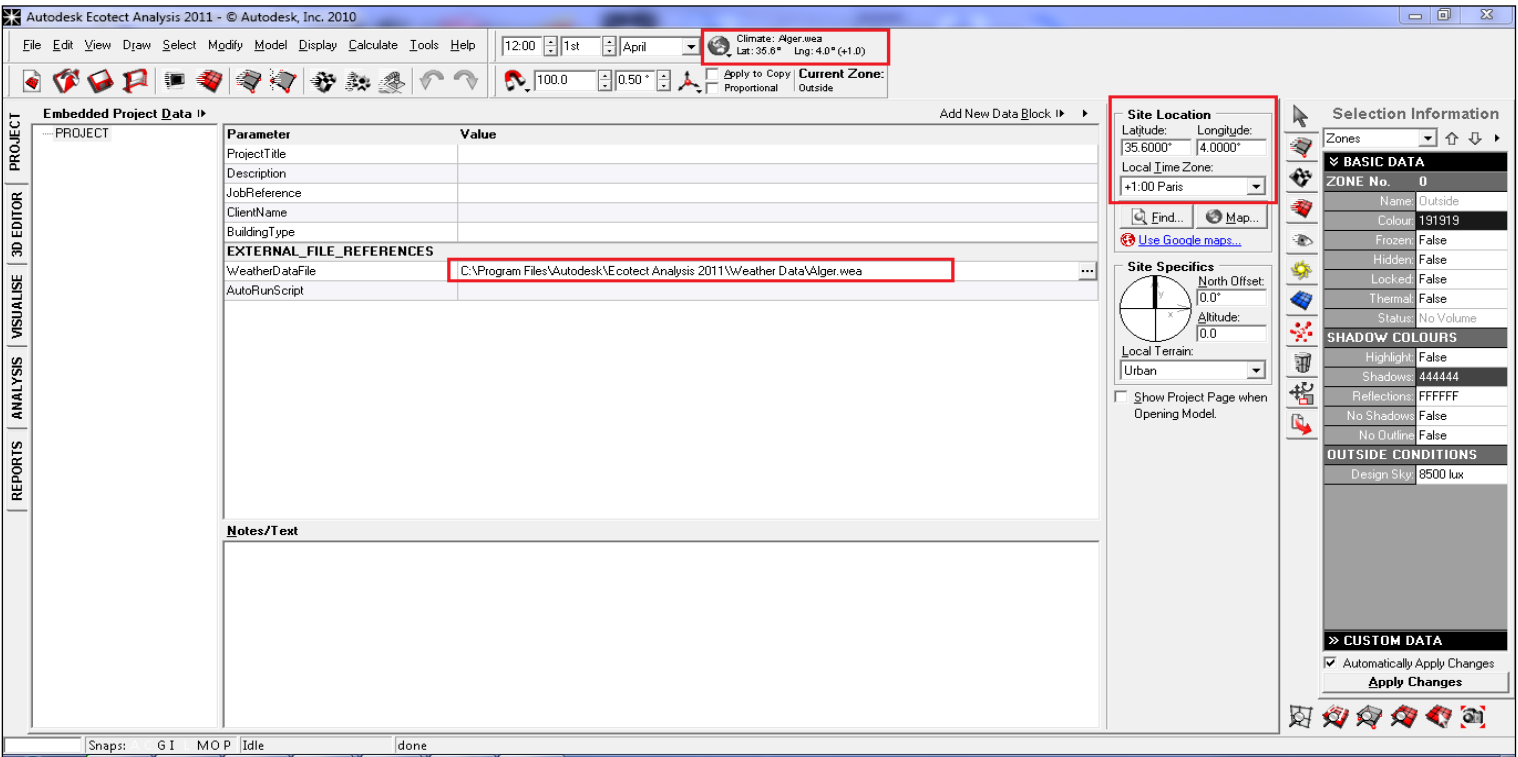 Autodesk Ecotect Analysis 2011 - © Autodesk, Inc. 2010
File Edit View Draw Select Modify Model Display Calculate Tools Help
12:00 1st April
Climate: Alger.wea
Lat: 35.6° Lng: 4.0° (+1.0)
100.0 0.50 °
Apply to Copy
Proportional
Current Zone:
Outside
PROJECT
3D EDITOR
VISUALISE
ANALYSIS
REPORTS
Embedded Project Data
PROJECT
Add New Data Block
Parameter Value
ProjectTitle
Description
JobReference
ClientName
BuildingType
EXTERNAL_FILE_REFERENCES
WeatherDataFile C:\Program Files\Autodesk\Ecotect Analysis 2011\Weather Data\Alger.wea ...
AutoRunScript
Notes/Text
Site Location
Latitude: Longityde:
35.6000° 4.0000°
Local Time Zone:
+1:00 Paris
Find... Map...
Use Google maps...
Site Specifics
North Offset:
0.0°
y
x
Altitude:
0.0
Local Terrain:
Urban
Show Project Page when
Opening Model.
Selection Information
Zones
BASIC DATA
ZONE No. 0
Name: Outside
Colour: 191919
Frozen: False
Hidden: False
Locked: False
Thermal: False
Status: No Volume
SHADOW COLOURS
Highlight: False
Shadows: 444444
Reflections: FFFFFF
No Shadows False
No Outline False
OUTSIDE CONDITIONS
Design Sky: 8500 lux
CUSTOM DATA
Automatically Apply Changes
Apply Changes
Snaps: A C G I L M O P Idle done